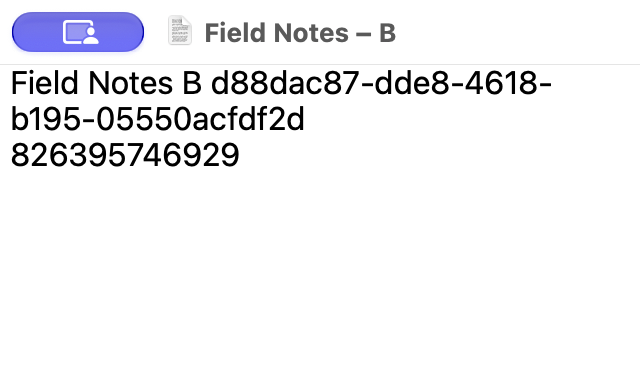 Field Notes – B
Field Notes B d88dac87-dde8-4618-
b195-05550acfdf2d
826395746929